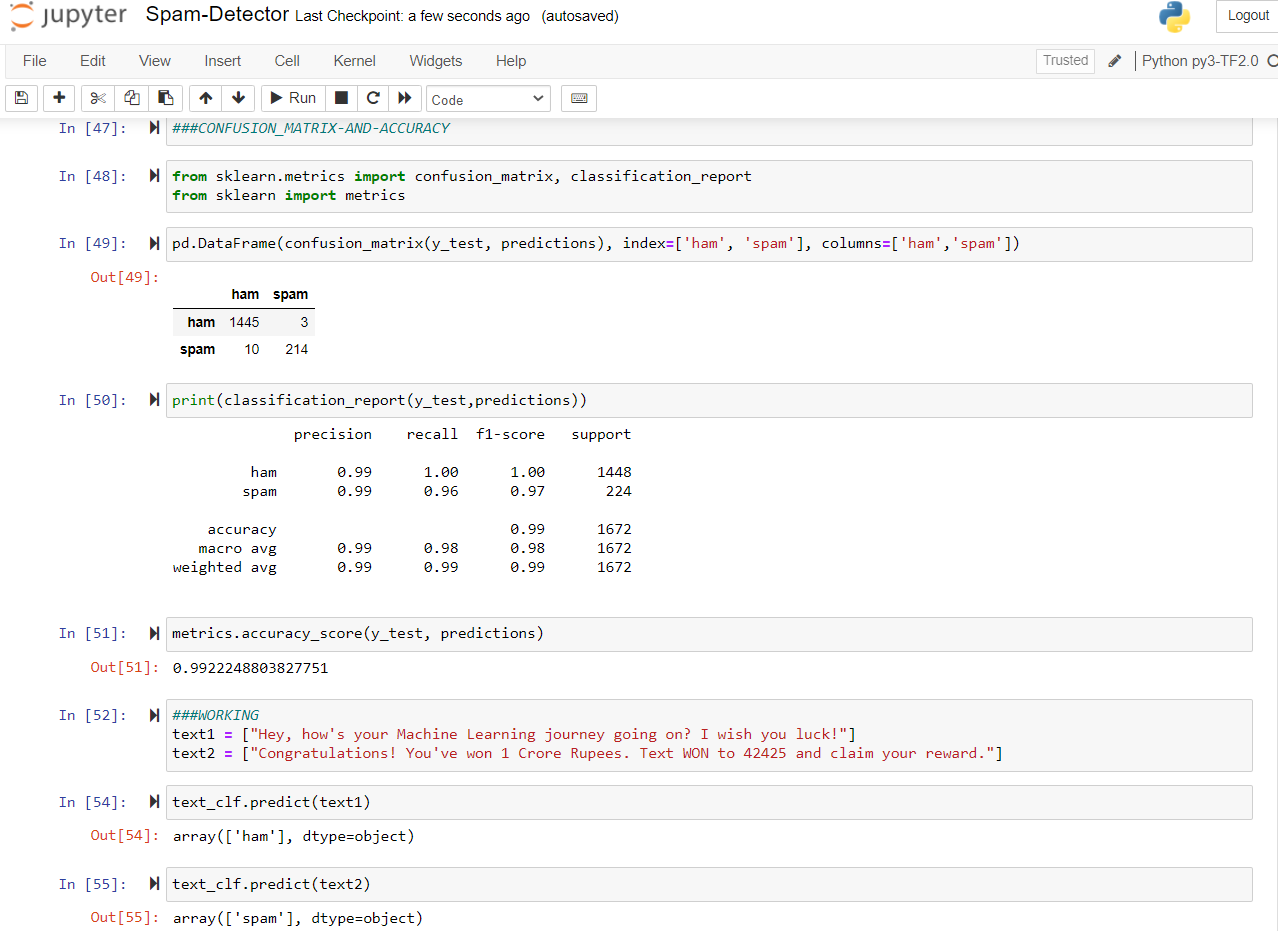 jupyter Spam-Detector Last Checkpoint: a few seconds ago (autosaved) Logout
File Edit View Insert Cell Kernel Widgets Help Trusted Python py3-TF2.0
Run Code
In [47]: ###CONFUSION_MATRIX-AND-ACCURACY
In [48]: from sklearn.metrics import confusion_matrix, classification_report
from sklearn import metrics
In [49]: pd.DataFrame(confusion_matrix(y_test, predictions), index=['ham', 'spam'], columns=['ham','spam'])
Out[49]:
ham spam
ham 1445 3
spam 10 214
In [50]: print(classification_report(y_test,predictions))
precision recall f1-score support
ham 0.99 1.00 1.00 1448
spam 0.99 0.96 0.97 224
accuracy 0.99 1672
macro avg 0.99 0.98 0.98 1672
weighted avg 0.99 0.99 0.99 1672
In [51]: metrics.accuracy_score(y_test, predictions)
Out[51]: 0.9922248803827751
In [52]: ###WORKING
text1 = ["Hey, how's your Machine Learning journey going on? I wish you luck!"]
text2 = ["Congratulations! You've won 1 Crore Rupees. Text WON to 42425 and claim your reward."]
In [54]: text_clf.predict(text1)
Out[54]: array(['ham'], dtype=object)
In [55]: text_clf.predict(text2)
Out[55]: array(['spam'], dtype=object)